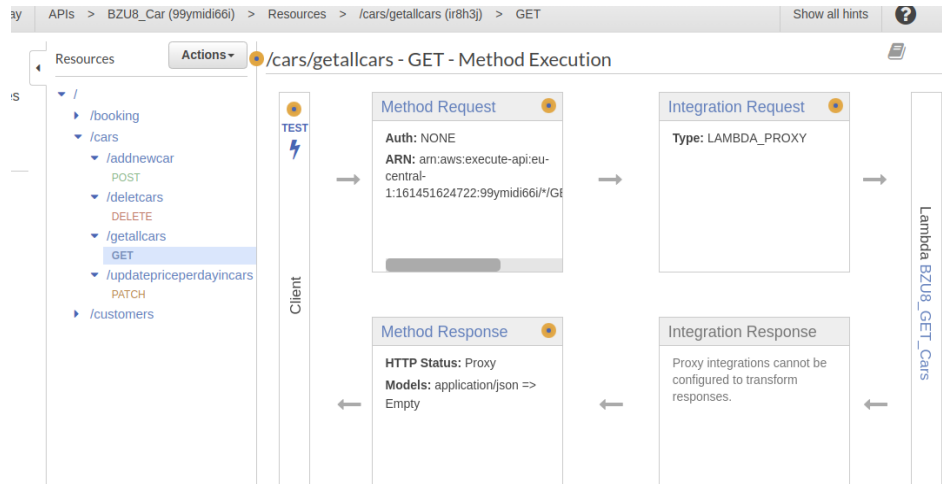 ay APIs > BZU8_Car (99ymidi66i) > Resources > /cars/getallcars (ir8h3j) > GET Show all hints ?
es
Resources Actions
/cars/getallcars - GET - Method Execution
/
/booking
/cars
/addnewcar
POST
/deletcars
DELETE
/getallcars
GET
/updatepriceperdayincars
PATCH
/customers
TEST
Client
Method Request
Auth: NONE
ARN: arn:aws:execute-api:eu-
central-
1:161451624722:99ymidi66i/*/GE
Integration Request
Type: LAMBDA_PROXY
Lambda BZU8_GET_Cars
Method Response
HTTP Status: Proxy
Models: application/json =>
Empty
Integration Response
Proxy integrations cannot be
configured to transform
responses.